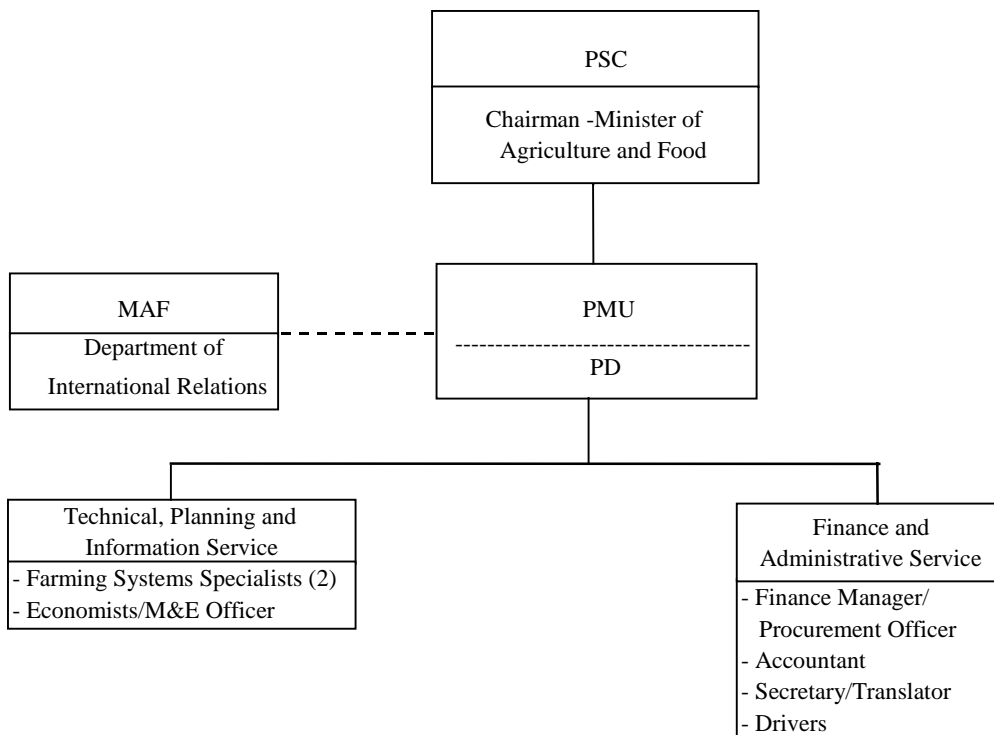 PSC
Chairman -Minister of
Agriculture and Food
MAF
Department of
International Relations
PMU
PD
Technical, Planning and
Information Service
- Farming Systems Specialists (2)
- Economists/M&E Officer
Finance and
Administrative Service
- Finance Manager/
Procurement Officer
- Accountant
- Secretary/Translator
- Drivers